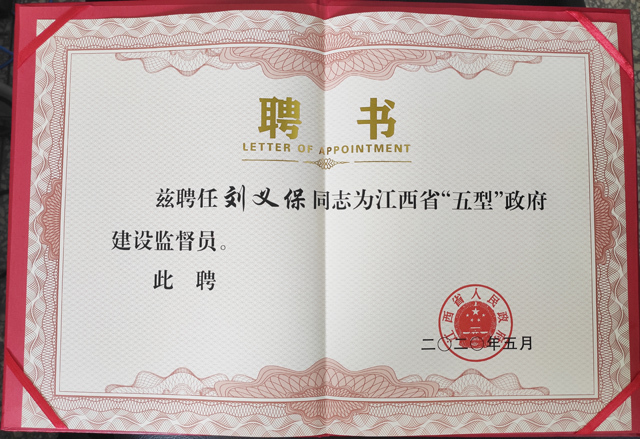 聘 书
LETTER OF APPOINTMENT
兹聘任刘义保同志为江西省“五型”政府
建设监督员。
此 聘
江西省人民政府
二〇二〇年五月